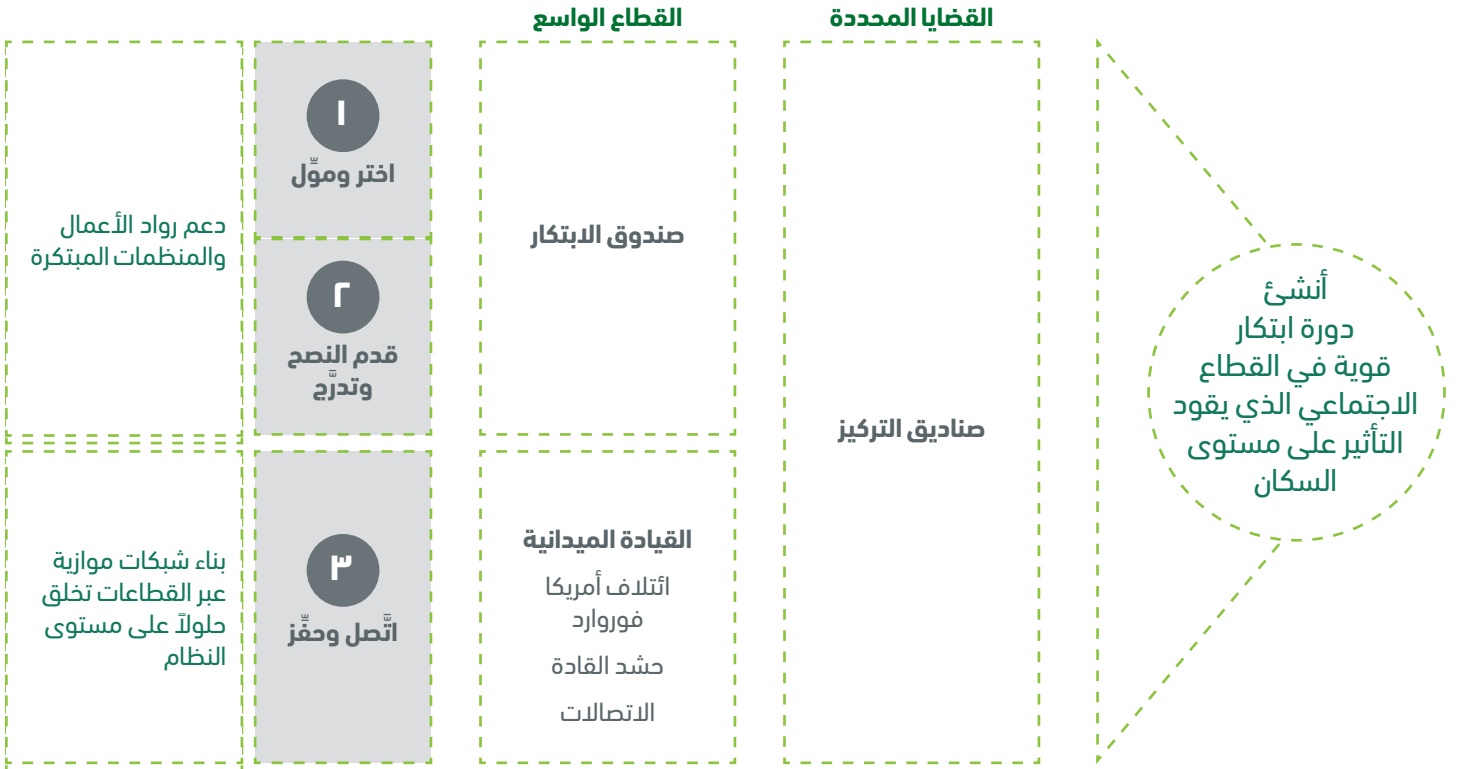 القطاع الواسع
القضايا المحددة
دعم رواد الأعمال
والمنظمات المبتكرة
١
اختر وموِّل
٢
قدم النصح
وتدرَّج
صندوق الابتكار
صناديق التركيز
أنشئ
دورة ابتكار
قوية في القطاع
الاجتماعي الذي يقود
التأثير على مستوى
السكان
بناء شبكات موازية
عبر القطاعات تخلق
حلولاً على مستوى
النظام
٣
اتَّصل وحفِّز
القيادة الميدانية
ائتلاف أمريكا
فوروارد
حشد القادة
الاتصالات